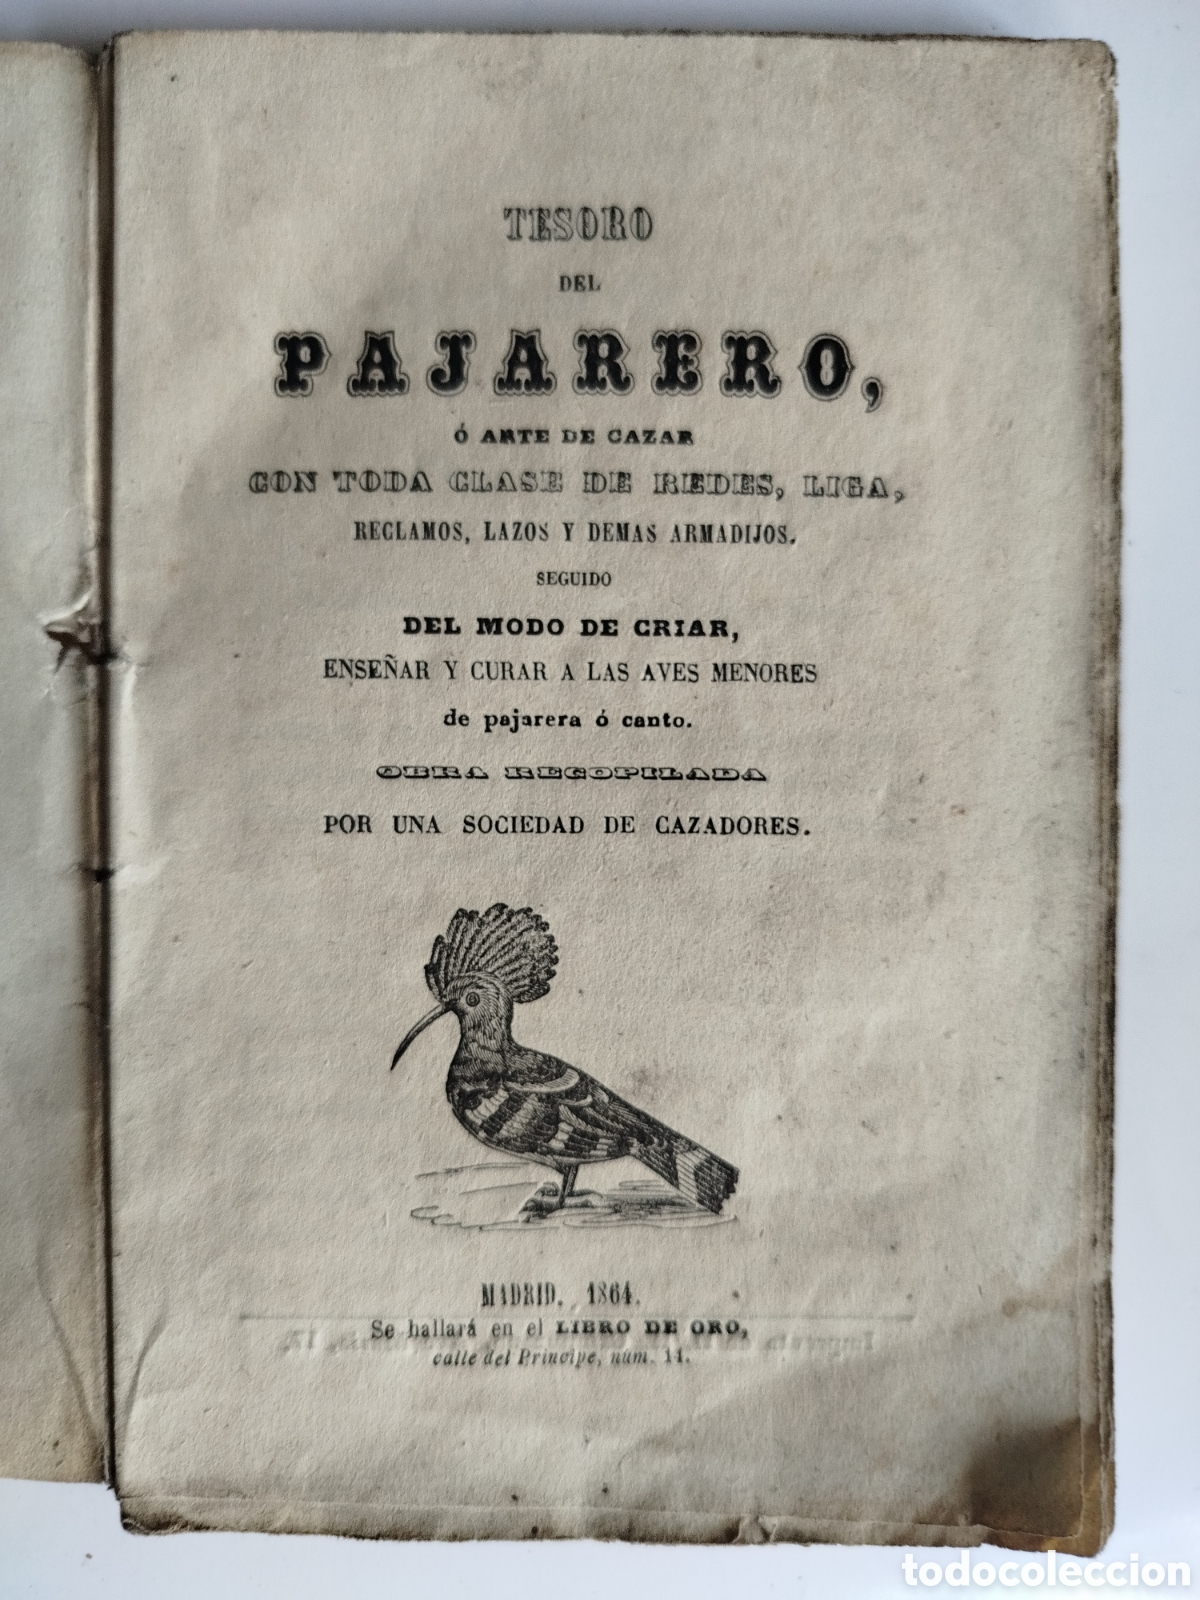 TESORO
DEL
PAJARERO,
Ó ARTE DE CAZAR
CON TODA CLASE DE REDES, LIGA,
RECLAMOS, LAZOS Y DEMAS ARMADIJOS.
SEGUIDO
DEL MODO DE CRIAR,
ENSEÑAR Y CURAR A LAS AVES MENORES
de pajarera ó canto.
OBRA RECOPILADA
POR UNA SOCIEDAD DE CAZADORES.
MADRID. 1864.
Se hallará en el LIBRO DE ORO,
calle del Principe, núm. 11.
todocoleccion